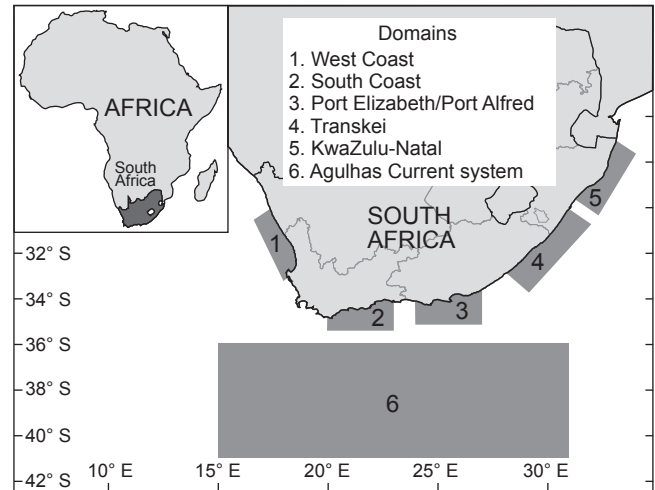 Domains
1. West Coast
2. South Coast
3. Port Elizabeth/Port Alfred
4. Transkei
5. KwaZulu-Natal
6. Agulhas Current system
AFRICA
South
Africa
SOUTH
AFRICA
1
2
3
4
5
6
32° S
34° S
36° S
38° S
40° S
42° S
10° E
15° E
20° E
25° E
30° E